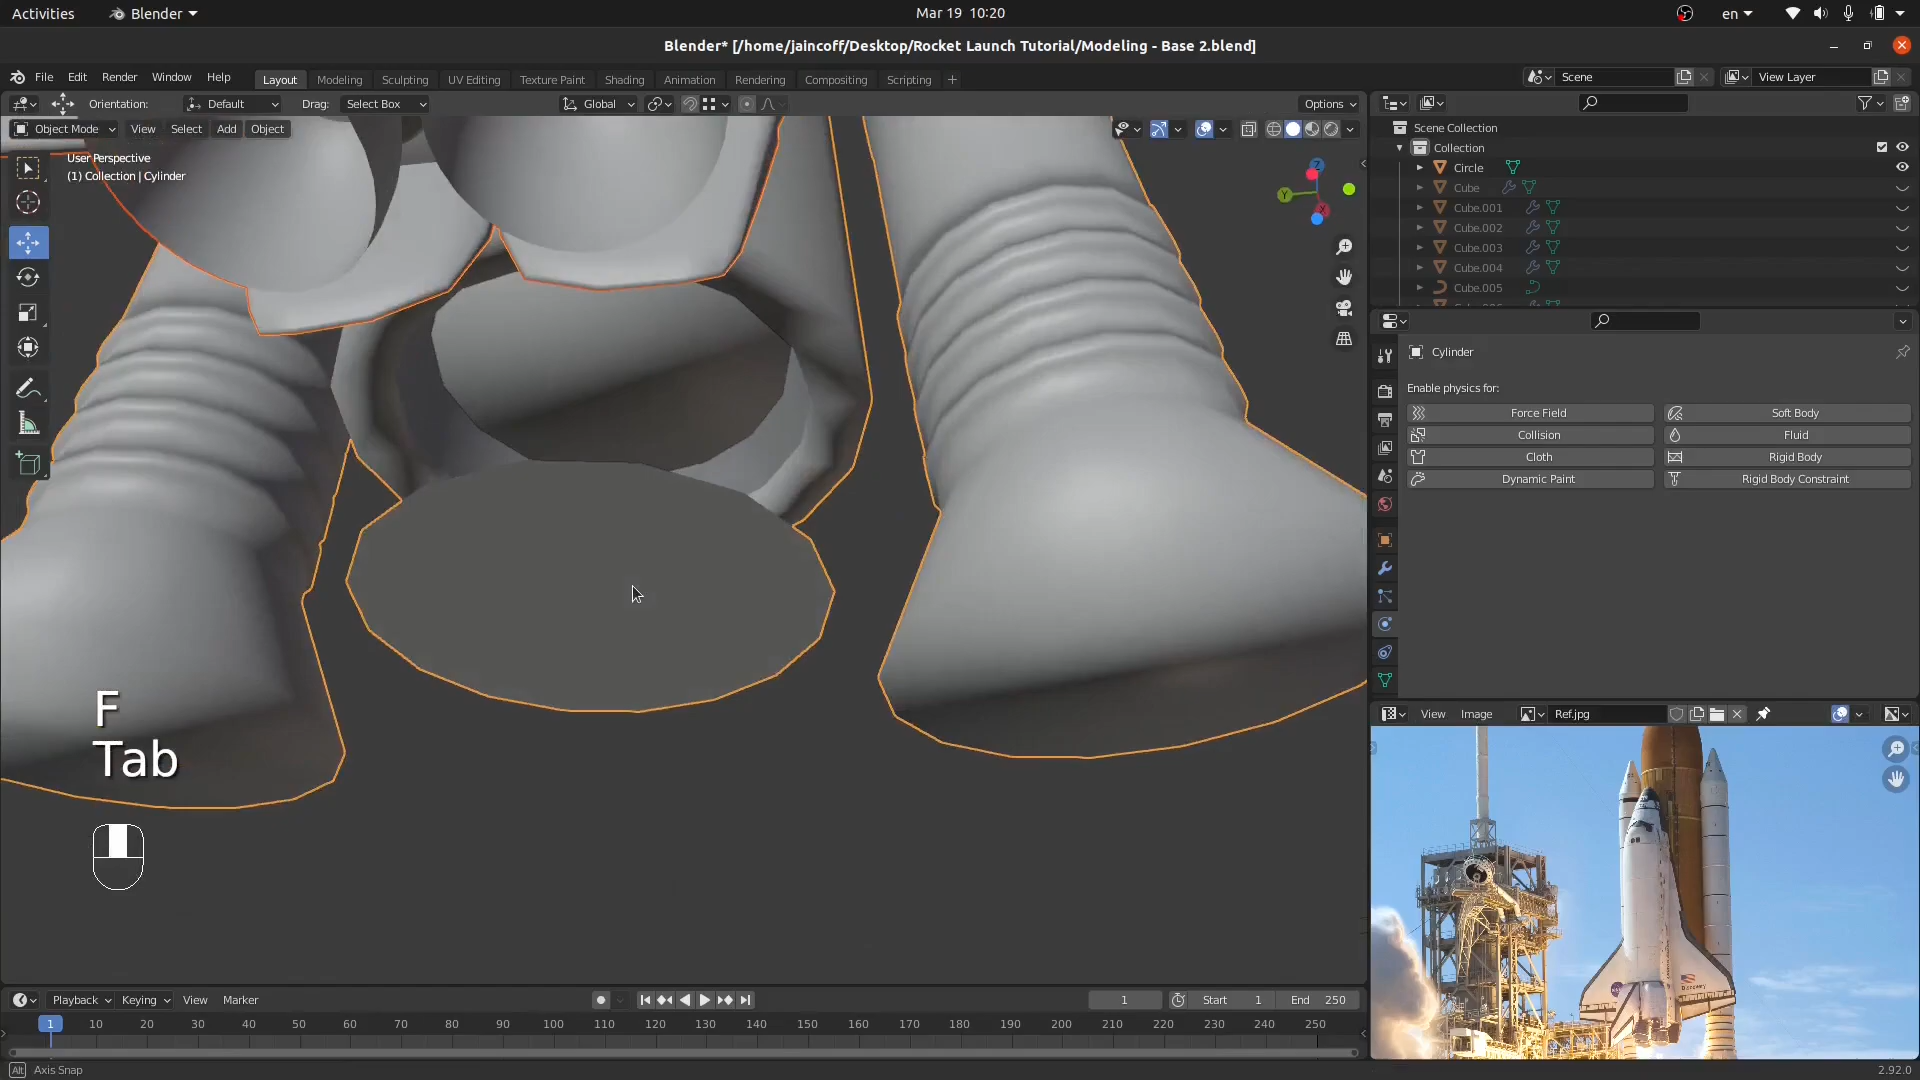 Activities
Blender
Mar 19 10:20
en
Blender* [/home/jaincoff/Desktop/Rocket Launch Tutorial/Modeling - Base 2.blend]
File Edit Render Window Help
Layout Modeling Sculpting UV Editing Texture Paint Shading Animation Rendering Compositing Scripting +
Scene
View Layer
Orientation: Default Drag: Select Box
Global
Options
Object Mode View Select Add Object
User Perspective
(1) Collection | Cylinder
Scene Collection
Collection
Circle
Cube
Cube.001
Cube.002
Cube.003
Cube.004
Cube.005
Cylinder
Enable physics for:
Force Field Soft Body
Collision Fluid
Cloth Rigid Body
Dynamic Paint Rigid Body Constraint
Z
Y
X
F
Tab
View Image Ref.jpg
Playback Keying View Marker
1 Start 1 End 250
1 10 20 30 40 50 60 70 80 90 100 110 120 130 140 150 160 170 180 190 200 210 220 230 240 250
Alt Axis Snap
2.92.0